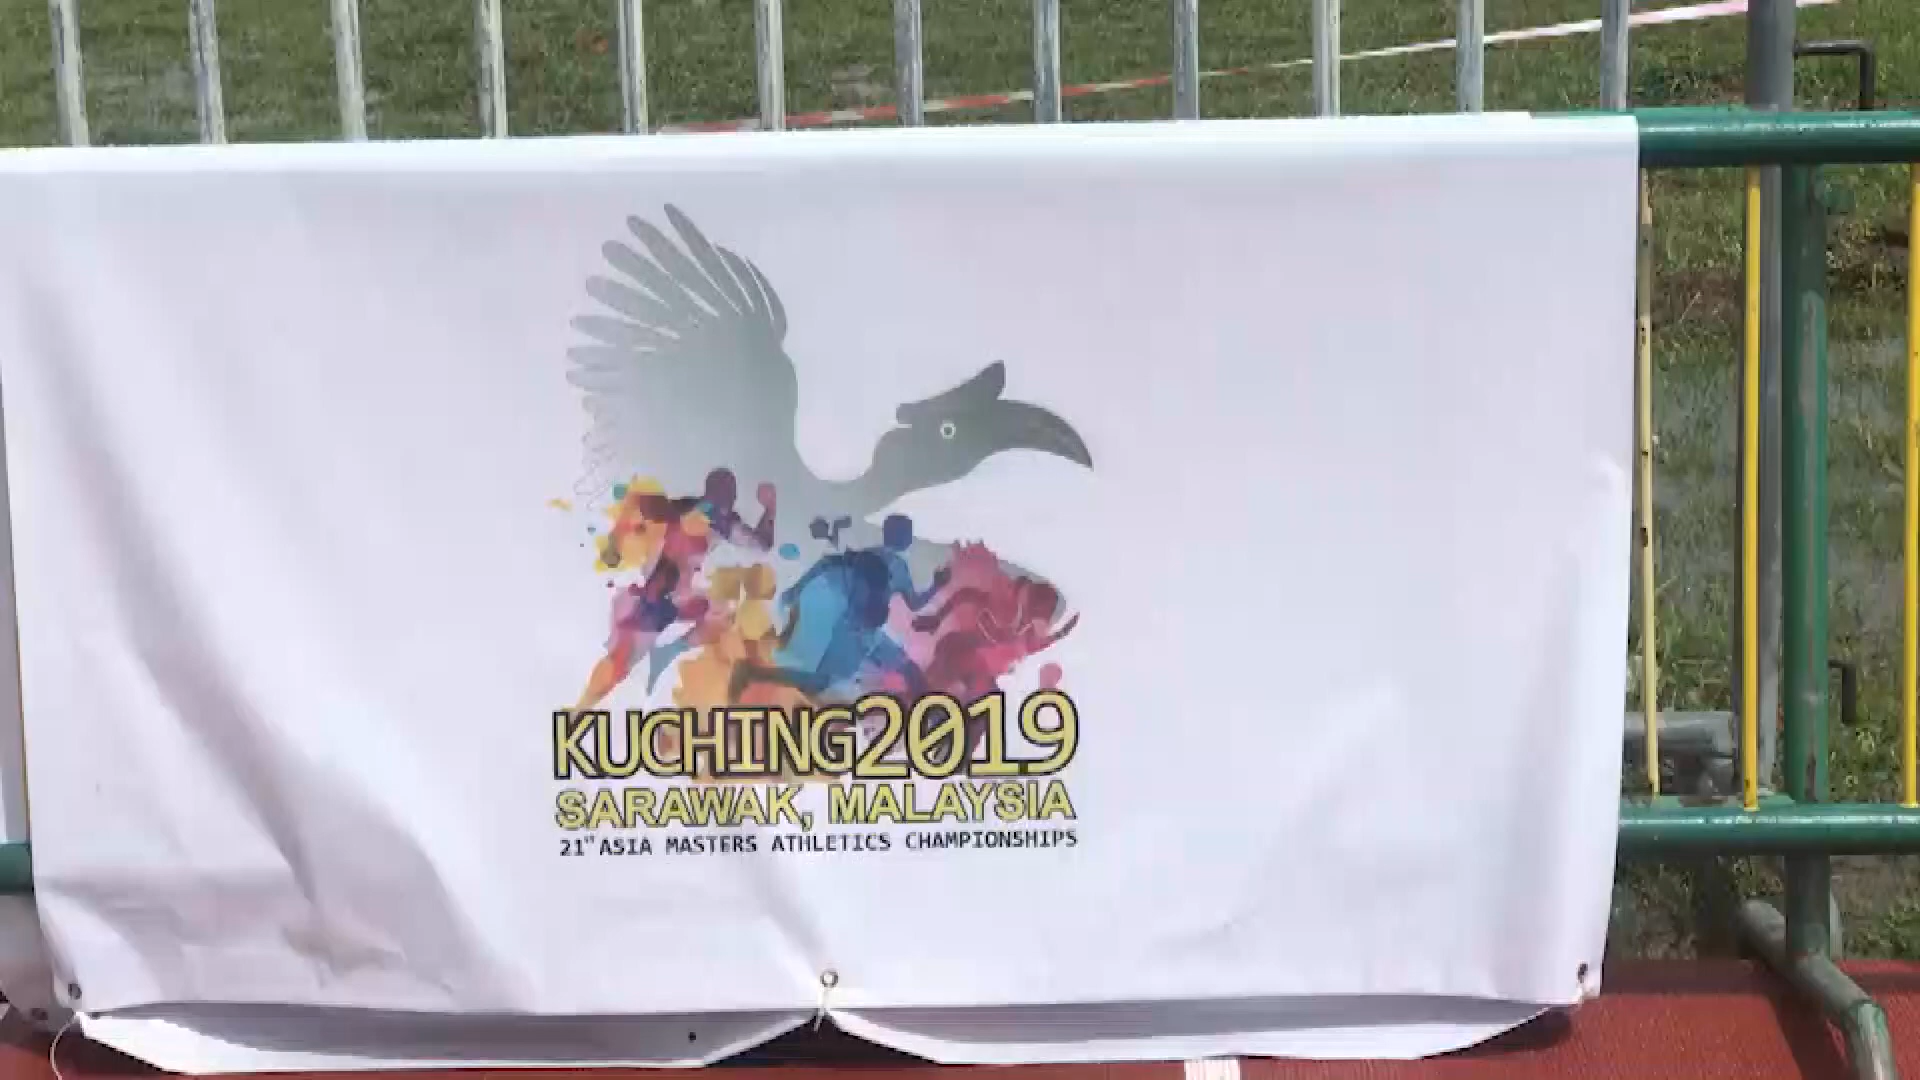 KUCHING2019
SARAWAK, MALAYSIA
21st ASIA MASTERS ATHLETICS CHAMPIONSHIPS